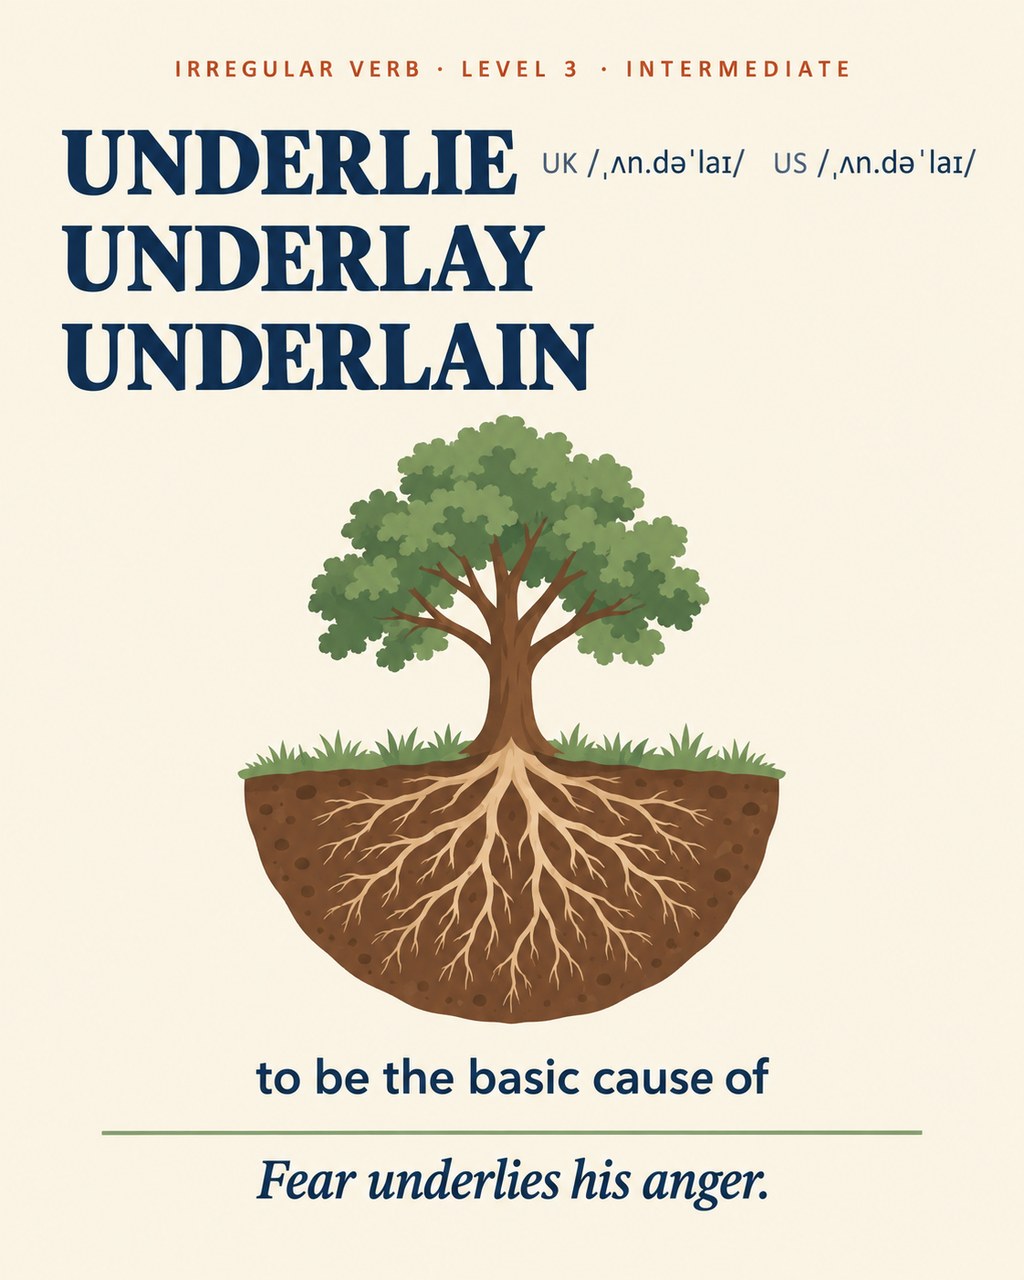 IRREGULAR VERB · LEVEL 3 · INTERMEDIATE
UNDERLIE UK /ˌʌn.dəˈlaɪ/ US /ˌʌn.dəˈlaɪ/
UNDERLAY
UNDERLAIN
to be the basic cause of
Fear underlies his anger.